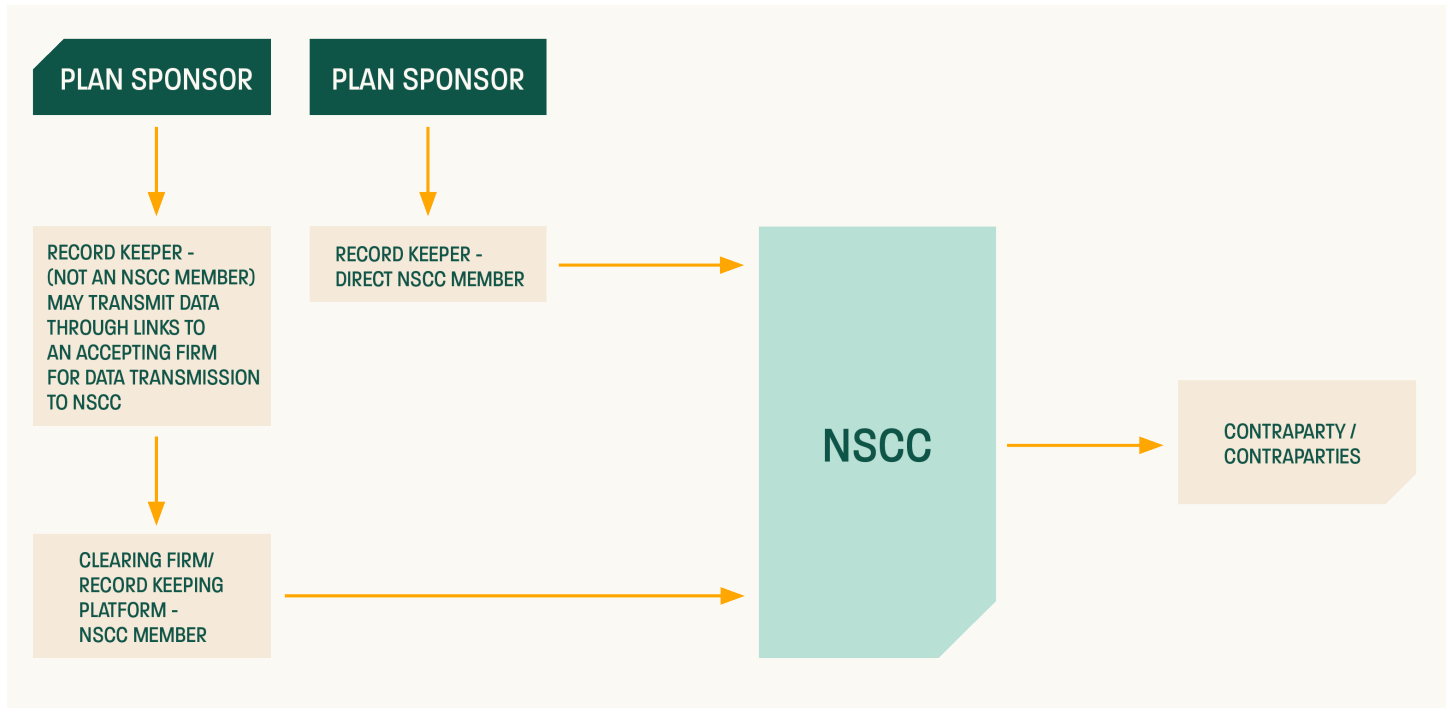 PLAN SPONSOR
PLAN SPONSOR
RECORD KEEPER -
(NOT AN NSCC MEMBER)
MAY TRANSMIT DATA
THROUGH LINKS TO
AN ACCEPTING FIRM
FOR DATA TRANSMISSION
TO NSCC
RECORD KEEPER -
DIRECT NSCC MEMBER
CLEARING FIRM/
RECORD KEEPING
PLATFORM -
NSCC MEMBER
NSCC
CONTRAPARTY /
CONTRAPARTIES